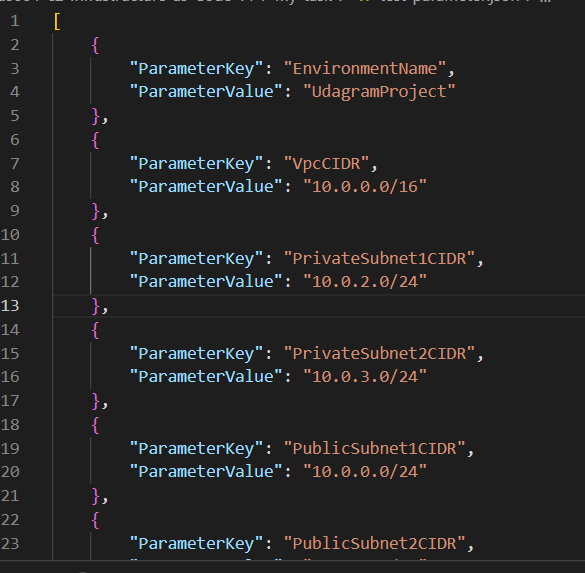 1 [
2 {
3 "ParameterKey": "EnvironmentName",
4 "ParameterValue": "UdagramProject"
5 },
6 {
7 "ParameterKey": "VpcCIDR",
8 "ParameterValue": "10.0.0.0/16"
9 },
10 {
11 "ParameterKey": "PrivateSubnet1CIDR",
12 "ParameterValue": "10.0.2.0/24"
13 },
14 {
15 "ParameterKey": "PrivateSubnet2CIDR",
16 "ParameterValue": "10.0.3.0/24"
17 },
18 {
19 "ParameterKey": "PublicSubnet1CIDR",
20 "ParameterValue": "10.0.0.0/24"
21 },
22 {
23 "ParameterKey": "PublicSubnet2CIDR",